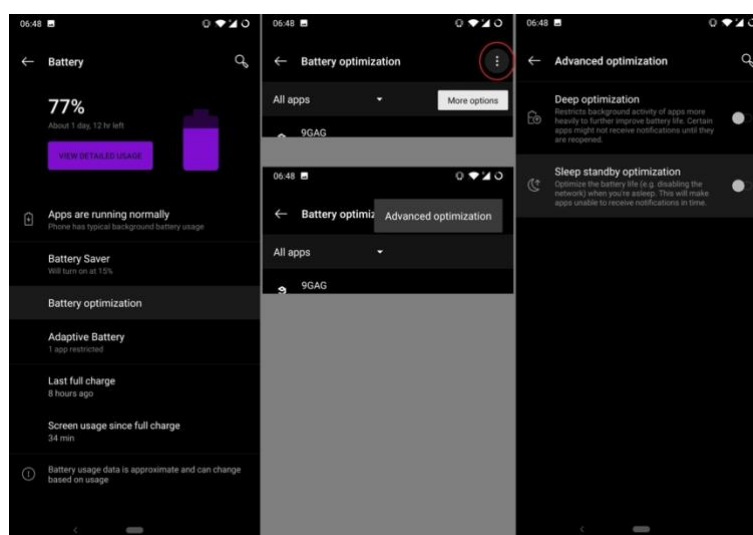 06:48
Battery
77%
About 1 day, 12 hr left
VIEW DETAILED USAGE
Apps are running normally
Phone has typical background battery usage
Battery Saver
Will turn on at 15%
Battery optimization
Adaptive Battery
1 app restricted
Last full charge
8 hours ago
Screen usage since full charge
34 min
Battery usage data is approximate and can change
based on usage
06:48
Battery optimization
All apps
More options
9GAG
06:48
Battery optimiz
Advanced optimization
All apps
9GAG
06:48
Advanced optimization
Deep optimization
Restricts background activity of apps more
heavily to further improve battery life. Certain
apps might not receive notifications until they
are reopened.
Sleep standby optimization
Optimize the battery life (e.g. disabling the
network) when you're asleep. This will make
apps unable to receive notifications in time.